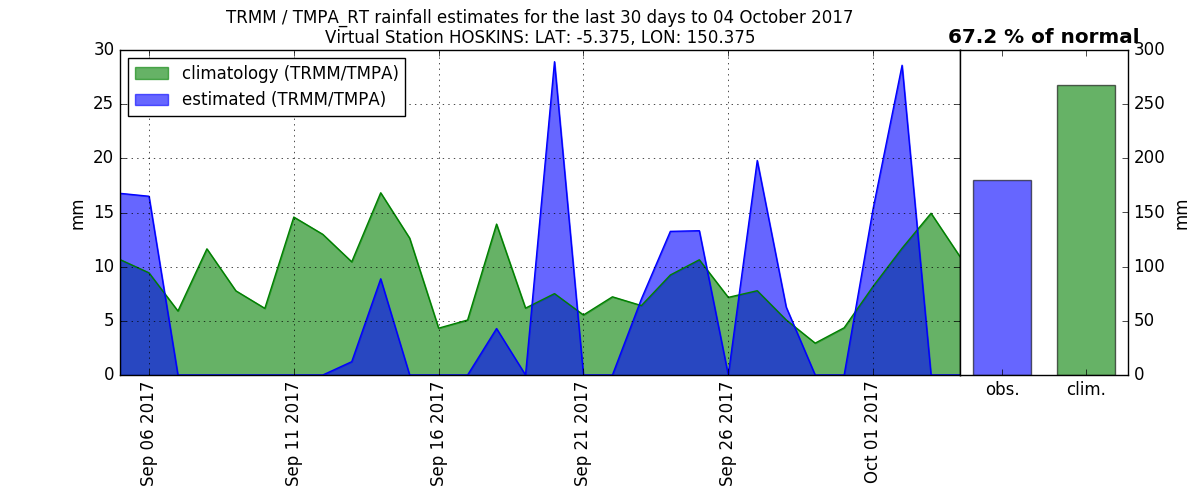 TRMM / TMPA_RT rainfall estimates for the last 30 days to 04 October 2017
Virtual Station HOSKINS: LAT: -5.375, LON: 150.375
67.2 % of normal
climatology (TRMM/TMPA)
estimated (TRMM/TMPA)
30
25
20
15
10
5
0
mm
Sep 06 2017
Sep 11 2017
Sep 16 2017
Sep 21 2017
Sep 26 2017
Oct 01 2017
obs.
clim.
300
250
200
150
100
50
0
mm